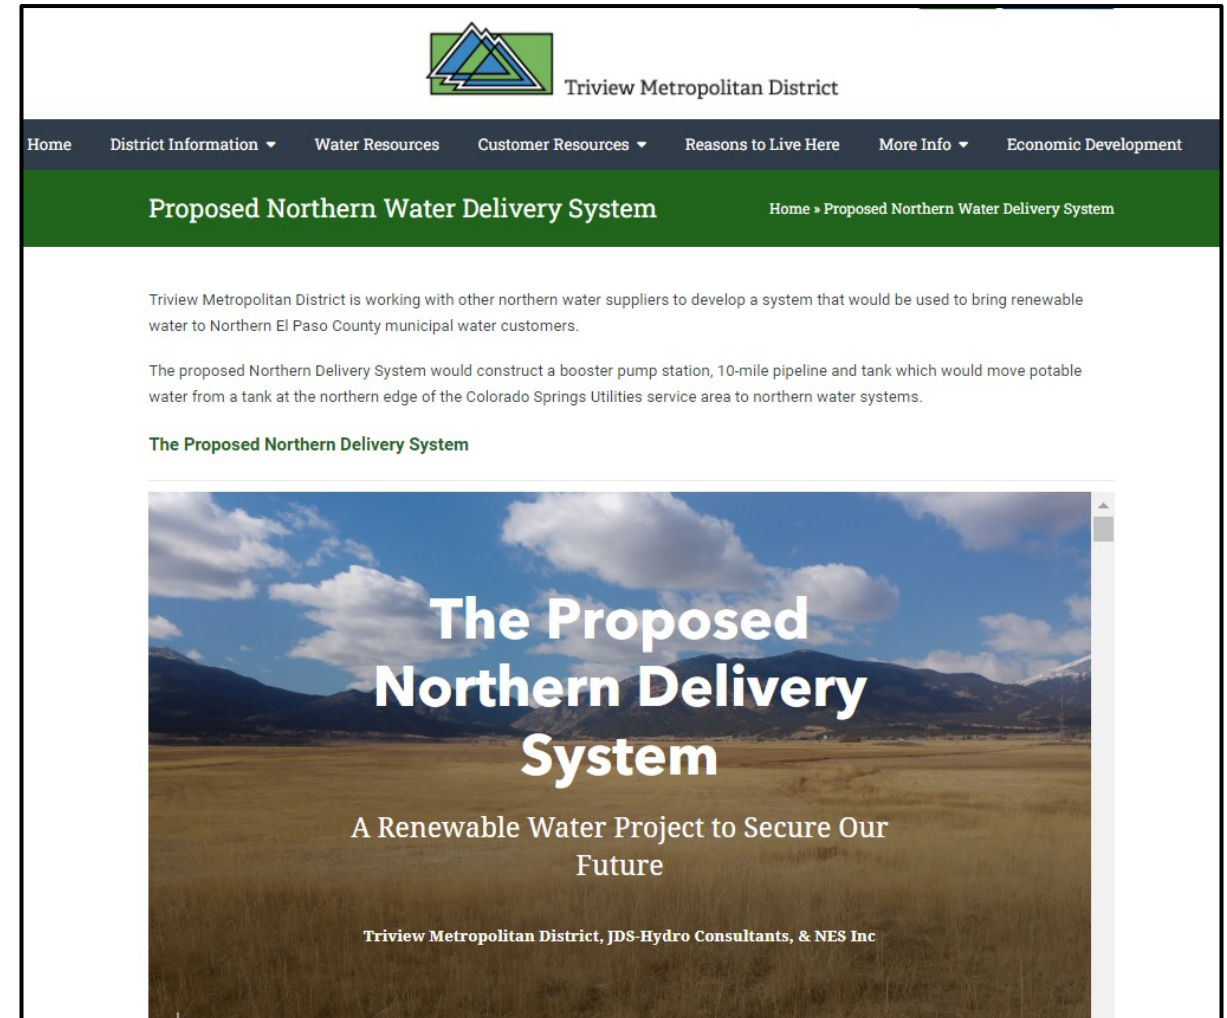 Triview Metropolitan District
Home District Information Water Resources Customer Resources Reasons to Live Here More Info Economic Development
Proposed Northern Water Delivery System
Home » Proposed Northern Water Delivery System
Triview Metropolitan District is working with other northern water suppliers to develop a system that would be used to bring renewable
water to Northern El Paso County municipal water customers.
The proposed Northern Delivery System would construct a booster pump station, 10-mile pipeline and tank which would move potable
water from a tank at the northern edge of the Colorado Springs Utilities service area to northern water systems.
The Proposed Northern Delivery System
The Proposed
Northern Delivery
System
A Renewable Water Project to Secure Our
Future
Triview Metropolitan District, JDS-Hydro Consultants, & NES Inc